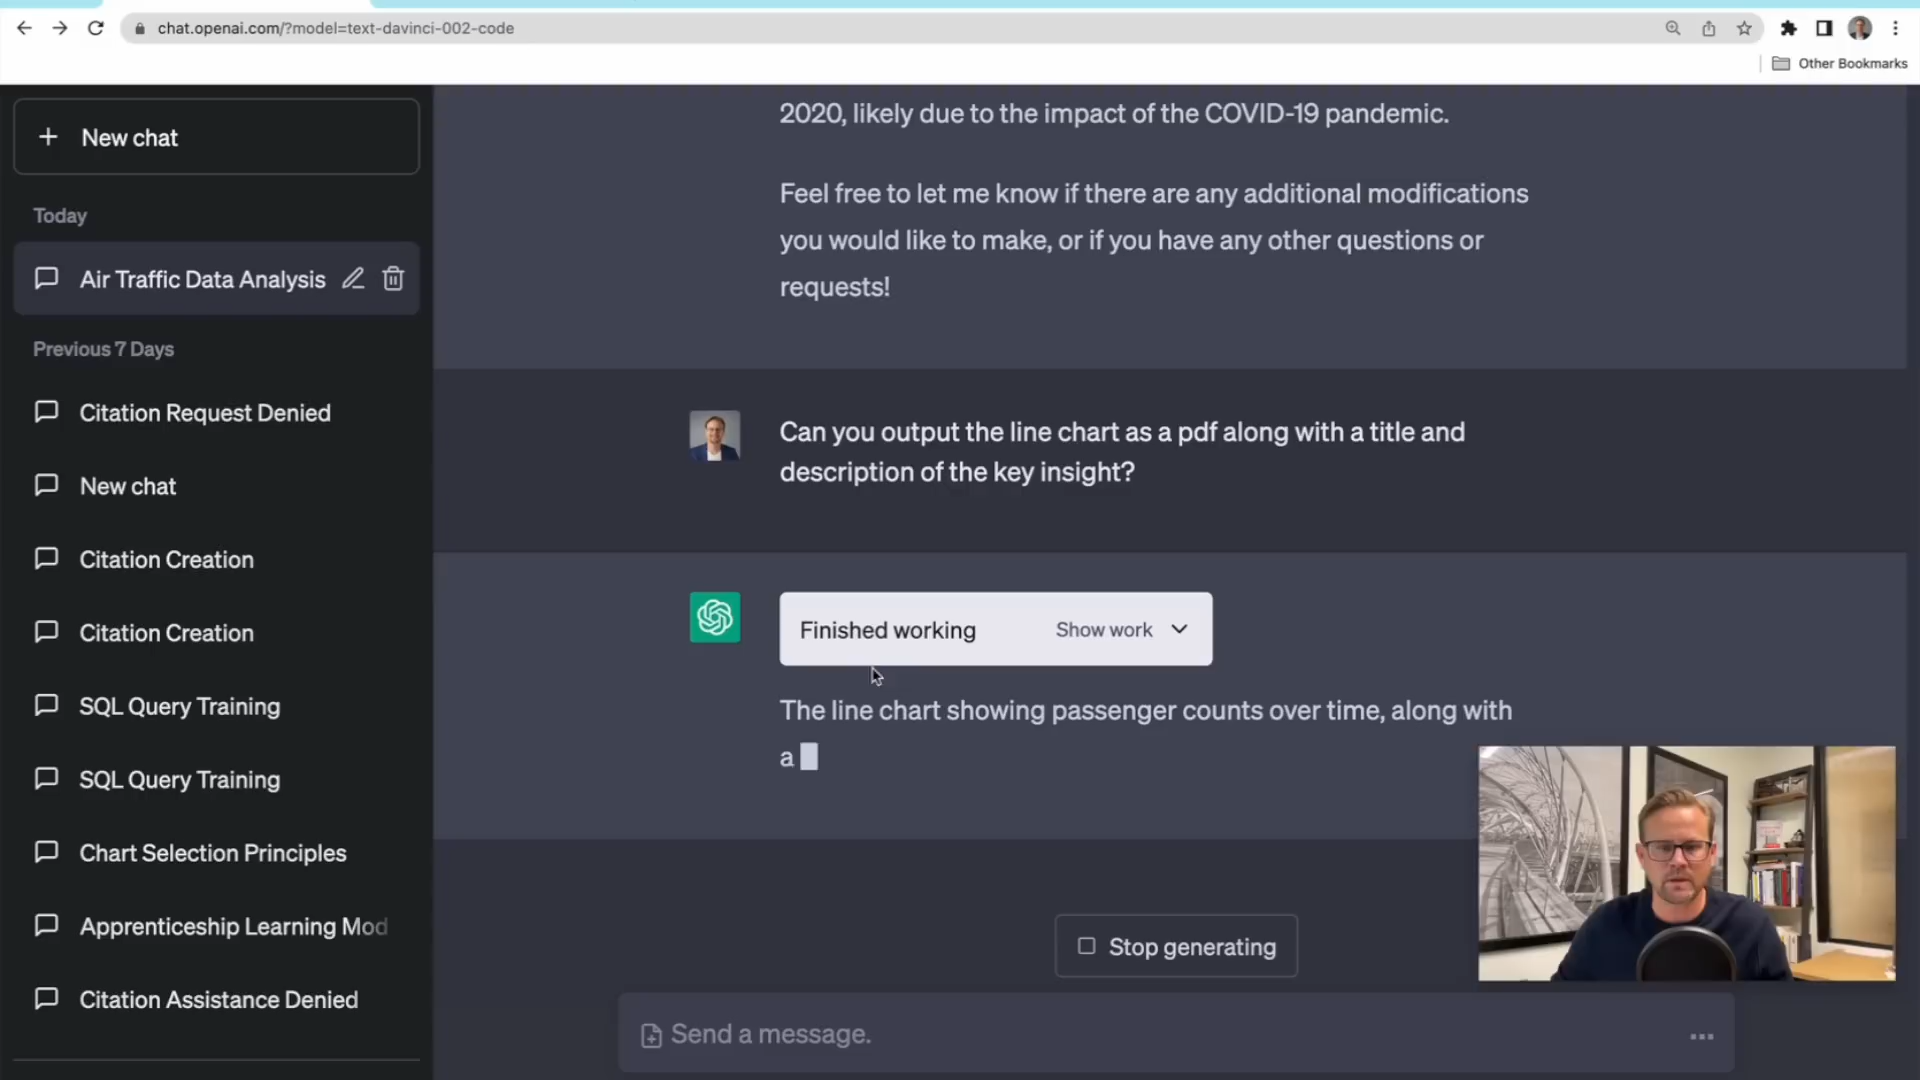 chat.openai.com/?model=text-davinci-002-code
Other Bookmarks
New chat
Today
Air Traffic Data Analysis
Previous 7 Days
Citation Request Denied
New chat
Citation Creation
Citation Creation
SQL Query Training
SQL Query Training
Chart Selection Principles
Apprenticeship Learning Mod
Citation Assistance Denied
2020, likely due to the impact of the COVID-19 pandemic.
Feel free to let me know if there are any additional modifications
you would like to make, or if you have any other questions or
requests!
Can you output the line chart as a pdf along with a title and
description of the key insight?
Finished working Show work
The line chart showing passenger counts over time, along with
a
Stop generating
Send a message.